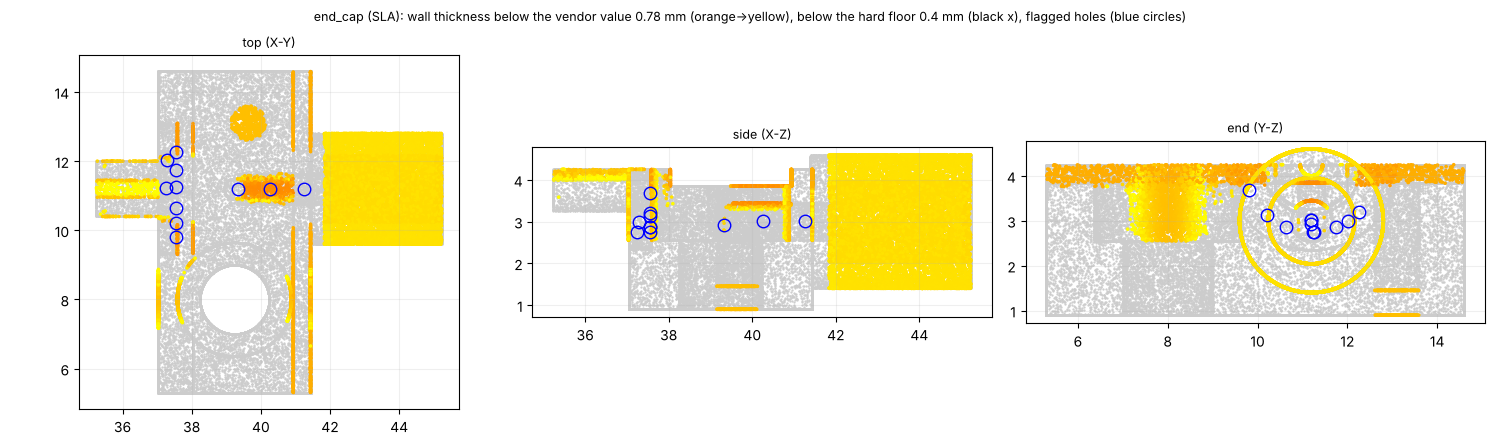 end_cap (SLA): wall thickness below the vendor value 0.78 mm (orange→yellow), below the hard floor 0.4 mm (black x), flagged holes (blue circles)
top (X-Y)
14
12
10
8
6
36 38 40 42 44
side (X-Z)
4
3
2
1
36 38 40 42 44
end (Y-Z)
4
3
2
1
6 8 10 12 14